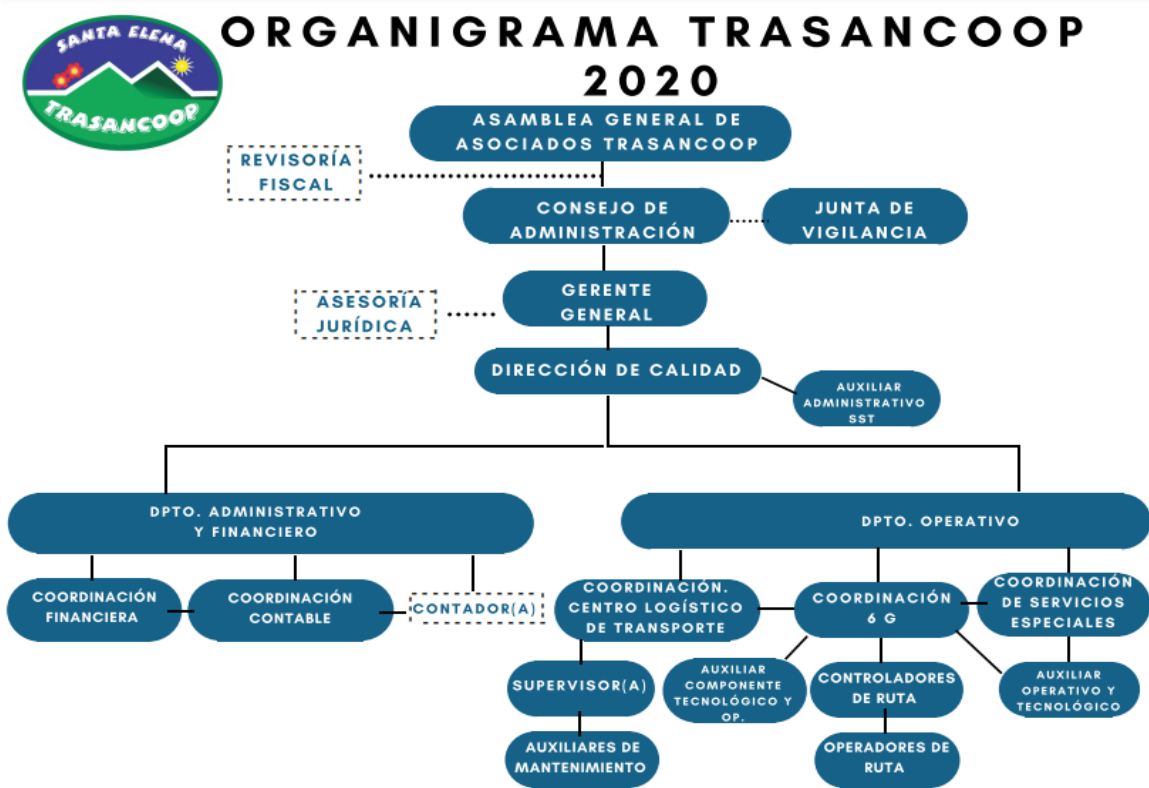 SANTA ELENA
TRASANCOOP
ORGANIGRAMA TRASANCOOP
2020
ASAMBLEA GENERAL DE
ASOCIADOS TRASANCOOP
REVISORÍA
FISCAL
CONSEJO DE
ADMINISTRACIÓN
JUNTA DE
VIGILANCIA
GERENTE
GENERAL
ASESORÍA
JURÍDICA
DIRECCIÓN DE CALIDAD
AUXILIAR
ADMINISTRATIVO
SST
DPTO. ADMINISTRATIVO
Y FINANCIERO
DPTO. OPERATIVO
COORDINACIÓN
FINANCIERA
COORDINACIÓN
CONTABLE
CONTADOR(A)
COORDINACIÓN.
CENTRO LOGÍSTICO
DE TRANSPORTE
COORDINACIÓN
6 G
COORDINACIÓN
DE SERVICIOS
ESPECIALES
SUPERVISOR(A)
AUXILIAR
COMPONENTE
TECNOLÓGICO Y
OP.
CONTROLADORES
DE RUTA
AUXILIAR
OPERATIVO Y
TECNOLÓGICO
AUXILIARES DE
MANTENIMIENTO
OPERADORES DE
RUTA